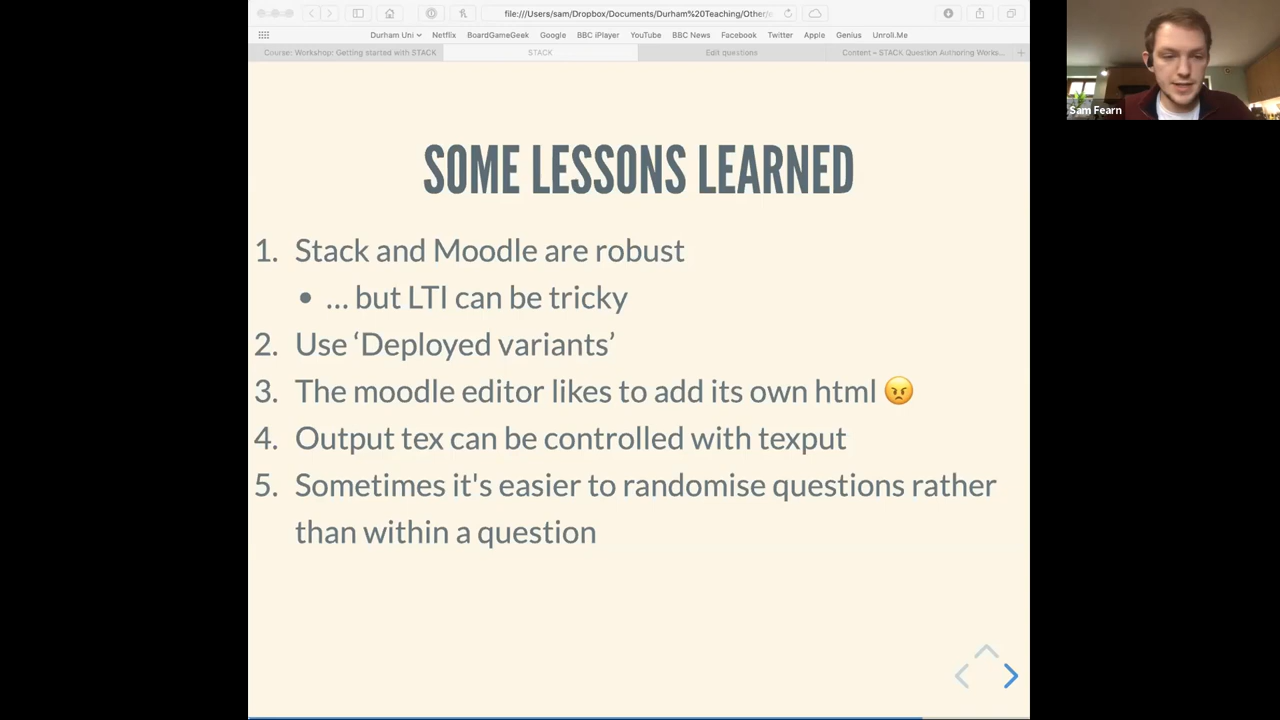 file:///Users/sam/Dropbox/Documents/Durham%20Teaching/Other/
Durham Uni Netflix BoardGameGeek Google BBC iPlayer YouTube BBC News Facebook Twitter Apple Genius Unroll.Me
Course: Workshop: Getting started with STACK STACK Edit questions Content – STACK Question Authoring Works...
Sam Fearn
SOME LESSONS LEARNED
1. Stack and Moodle are robust
• ... but LTI can be tricky
2. Use ‘Deployed variants’
3. The moodle editor likes to add its own html 😠
4. Output tex can be controlled with texput
5. Sometimes it's easier to randomise questions rather
than within a question